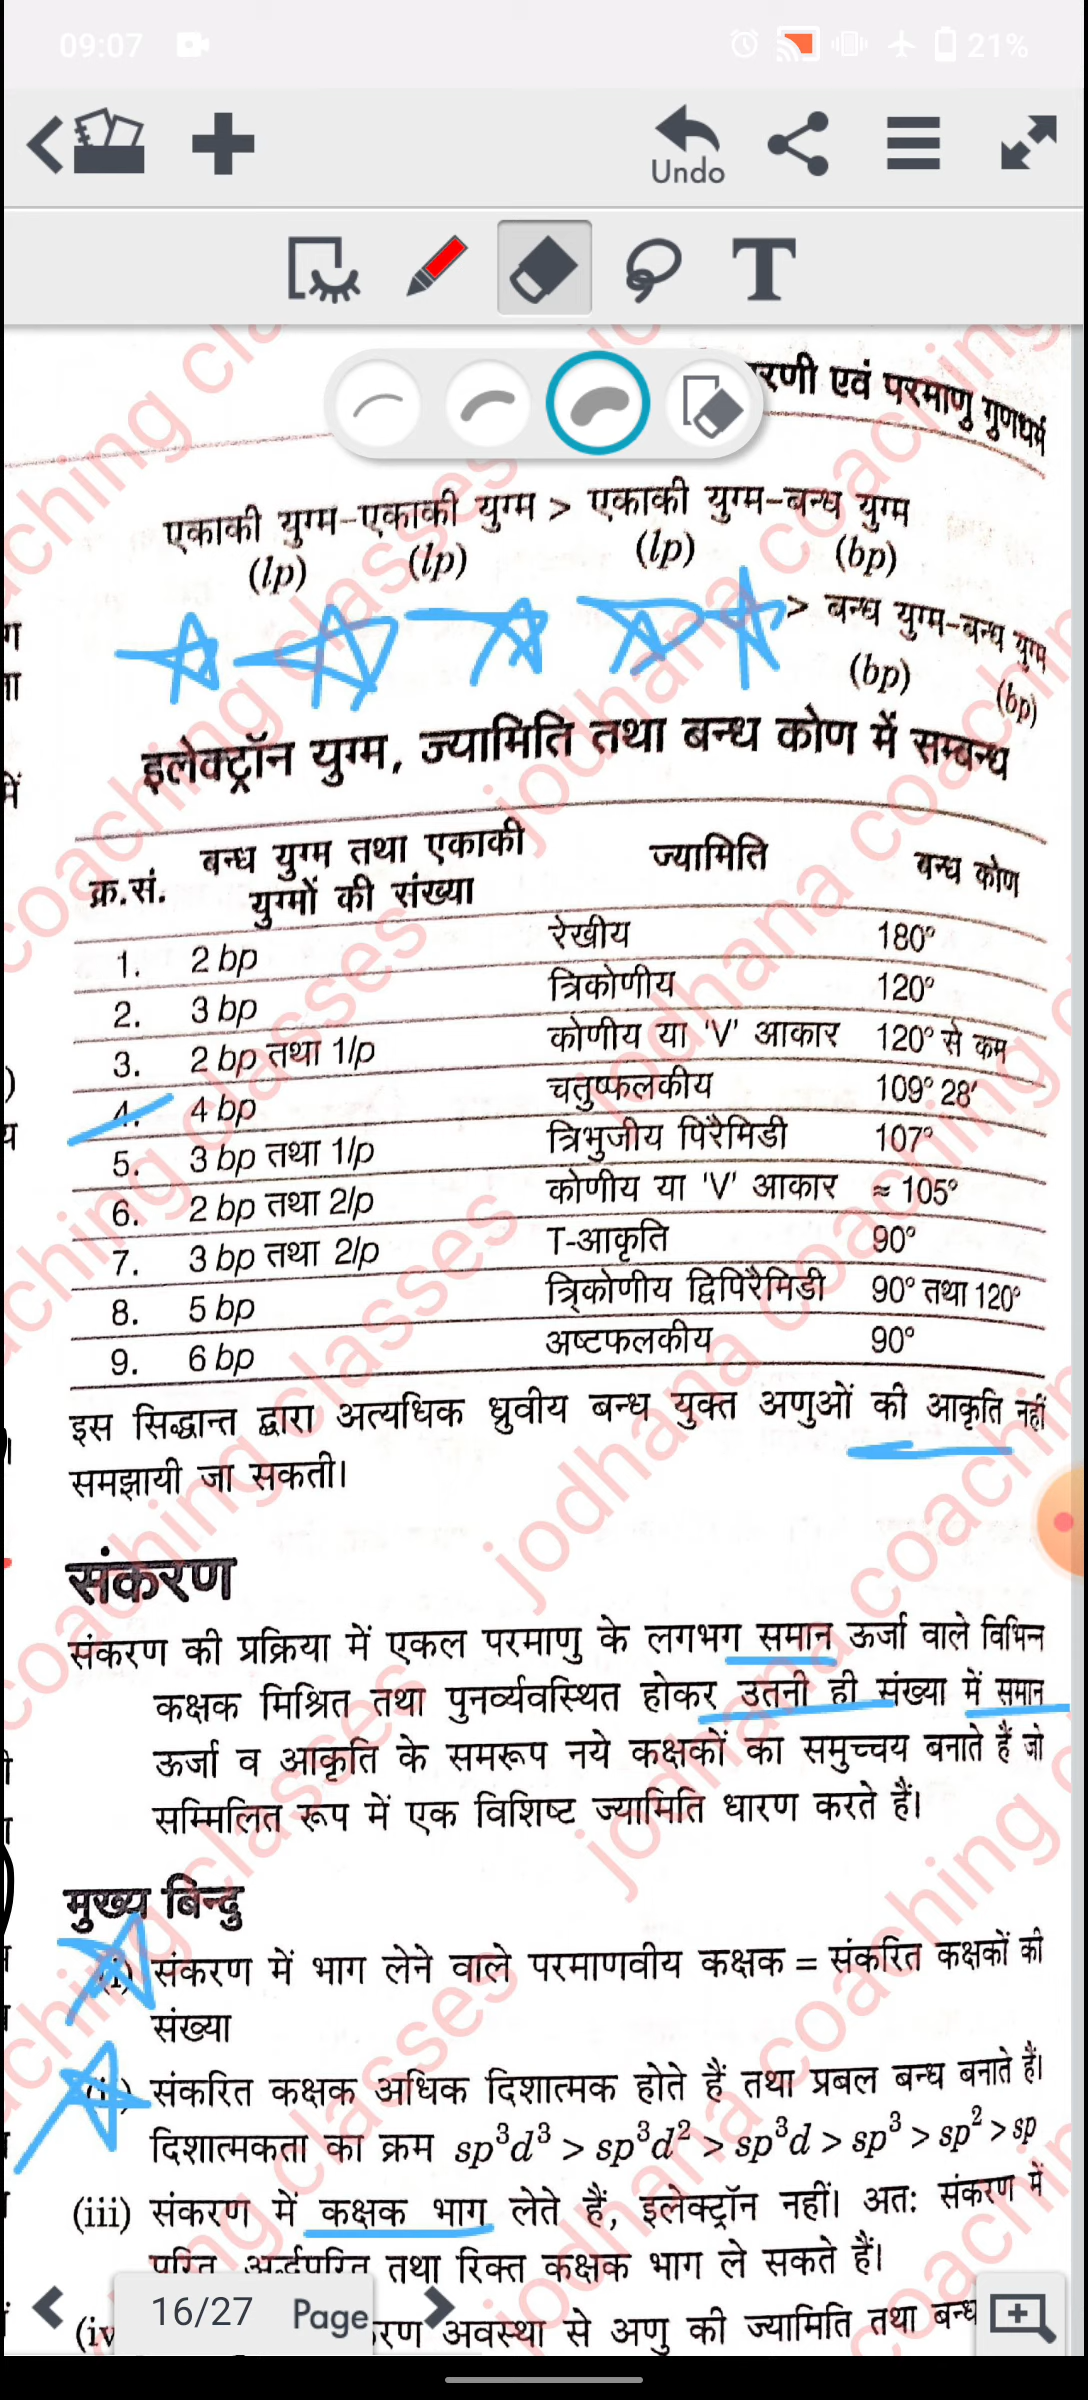 09:07
21%
Undo
T
रणी एवं परमाणु गुणधर्म
एकाकी युग्म-एकाकी युग्म > एकाकी युग्म-बन्ध युग्म
(lp) (lp) (lp) (bp)
> बन्ध युग्म-बन्ध युग्म
(bp) (bp)
इलेक्ट्रॉन युग्म, ज्यामिति तथा बन्ध कोण में सम्बन्ध
क्र.सं. बन्ध युग्म तथा एकाकी युग्मों की संख्या ज्यामिति बन्ध कोण
1. 2 bp रेखीय 180°
2. 3 bp त्रिकोणीय 120°
3. 2 bp तथा 1lp कोणीय या 'V' आकार 120° से कम
4. 4 bp चतुष्फलकीय 109° 28′
5. 3 bp तथा 1lp त्रिभुजीय पिरैमिडी 107°
6. 2 bp तथा 2lp कोणीय या 'V' आकार ≈ 105°
7. 3 bp तथा 2lp T-आकृति 90°
8. 5 bp त्रिकोणीय द्विपिरैमिडी 90° तथा 120°
9. 6 bp अष्टफलकीय 90°
इस सिद्धान्त द्वारा अत्यधिक ध्रुवीय बन्ध युक्त अणुओं की आकृति नहीं
समझायी जा सकती।
संकरण
संकरण की प्रक्रिया में एकल परमाणु के लगभग समान ऊर्जा वाले विभिन्न
कक्षक मिश्रित तथा पुनर्व्यवस्थित होकर उतनी ही संख्या में समान
ऊर्जा व आकृति के समरूप नये कक्षकों का समुच्चय बनाते हैं जो
सम्मिलित रूप में एक विशिष्ट ज्यामिति धारण करते हैं।
मुख्य बिन्दु
(i) संकरण में भाग लेने वाले परमाणवीय कक्षक = संकरित कक्षकों की
संख्या
(ii) संकरित कक्षक अधिक दिशात्मक होते हैं तथा प्रबल बन्ध बनाते हैं।
दिशात्मकता का क्रम sp³d³ > sp³d² > sp³d > sp³ > sp² > sp
(iii) संकरण में कक्षक भाग लेते हैं, इलेक्ट्रॉन नहीं। अतः संकरण में
पूरित, अर्द्धपूरित तथा रिक्त कक्षक भाग ले सकते हैं।
(iv रण अवस्था से अणु की ज्यामिति तथा बन्ध
16/27 Page
jodhana coaching classes